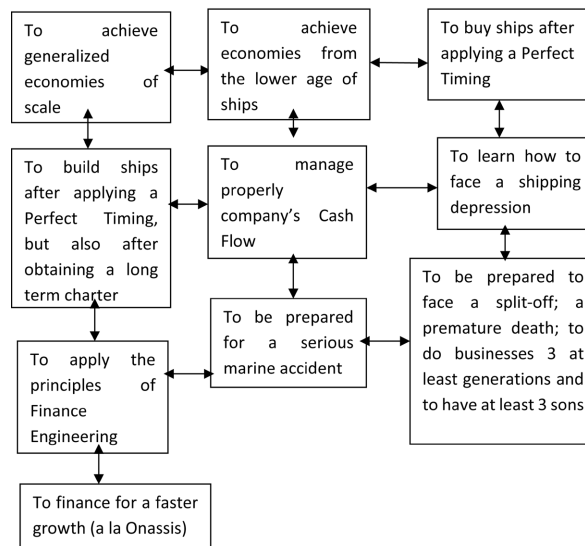 To achieve
generalized
economies of
scale
To achieve
economies from
the lower age of
ships
To buy ships after
applying a Perfect
Timing
To build ships
after applying a
Perfect Timing,
but also after
obtaining a long
term charter
To manage
properly
company's Cash
Flow
To learn how to
face a shipping
depression
To apply the
principles of
Finance
Engineering
To be prepared
for a serious
marine accident
To be prepared to
face a split-off; a
premature death; to
do businesses 3 at
least generations and
to have at least 3 sons
To finance for a faster
growth (a la Onassis)